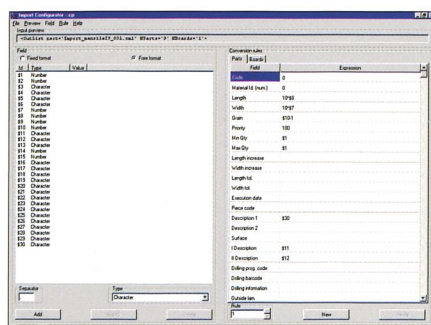 Import Configurator - cpi
File Preview Field Rule Help
Input preview
Field
Fixed format
Free format
Id Type Value
$1 Number
$2 Number
$3 Character
$4 Character
$5 Character
$6 Character
$7 Character
$8 Number
$9 Number
$10 Number
$11 Character
$12 Character
$13 Character
$14 Number
$15 Number
$16 Character
$17 Character
$18 Character
$19 Character
$20 Character
$21 Character
$22 Character
$23 Character
$24 Character
$25 Character
$26 Character
$27 Character
$28 Character
$29 Character
$30 Character
Separator
Type
Character
Add
Conversion rules
Parts Boards
Field Expression
Code 0
Material Id. (num.) 0
Length 10*$8
Width 10*$7
Grain $10-1
Priority 100
Min Qty $1
Max Qty $1
Length increase
Width increase
Length tol.
Width tol.
Execution date
Piece code
Description 1 $30
Description 2
Surface
I Description $11
II Description $12
Drilling prog. code
Drilling barcode
Drilling information
Outside lam.
Rule
1
New